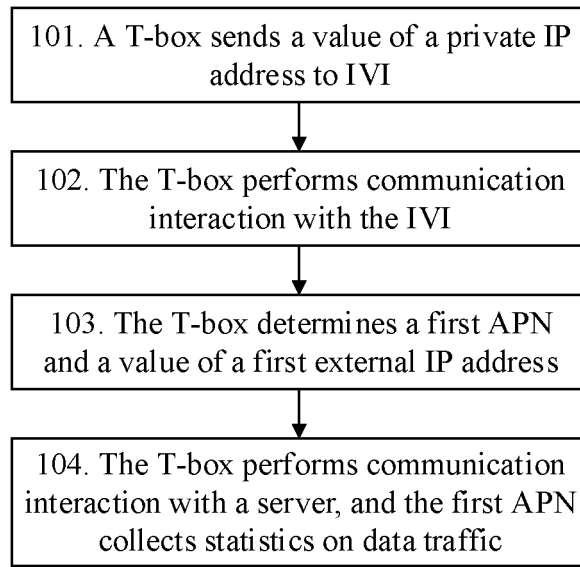 101. A T-box sends a value of a private IP
address to IVI
102. The T-box performs communication
interaction with the IVI
103. The T-box determines a first APN
and a value of a first external IP address
104. The T-box performs communication
interaction with a server, and the first APN
collects statistics on data traffic